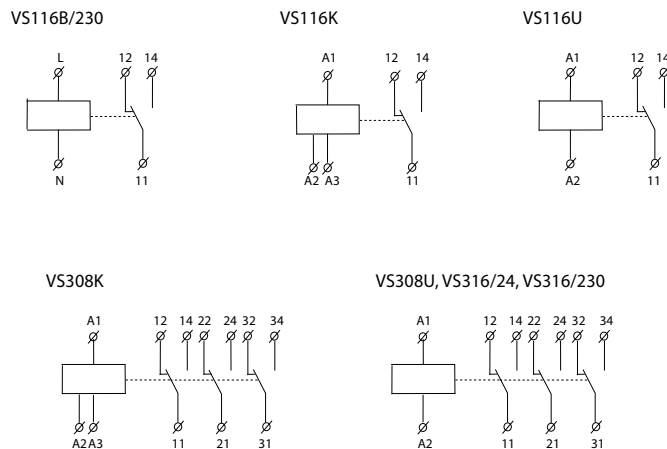 VS116B/230 VS116K VS116U
L 12 14 A1 12 14 A1 12 14
N 11 A2 A3 11 A2 11
VS308K VS308U, VS316/24, VS316/230
A1 12 14 22 24 32 34 A1 12 14 22 24 32 34
A2 A3 11 21 31 A2 11 21 31